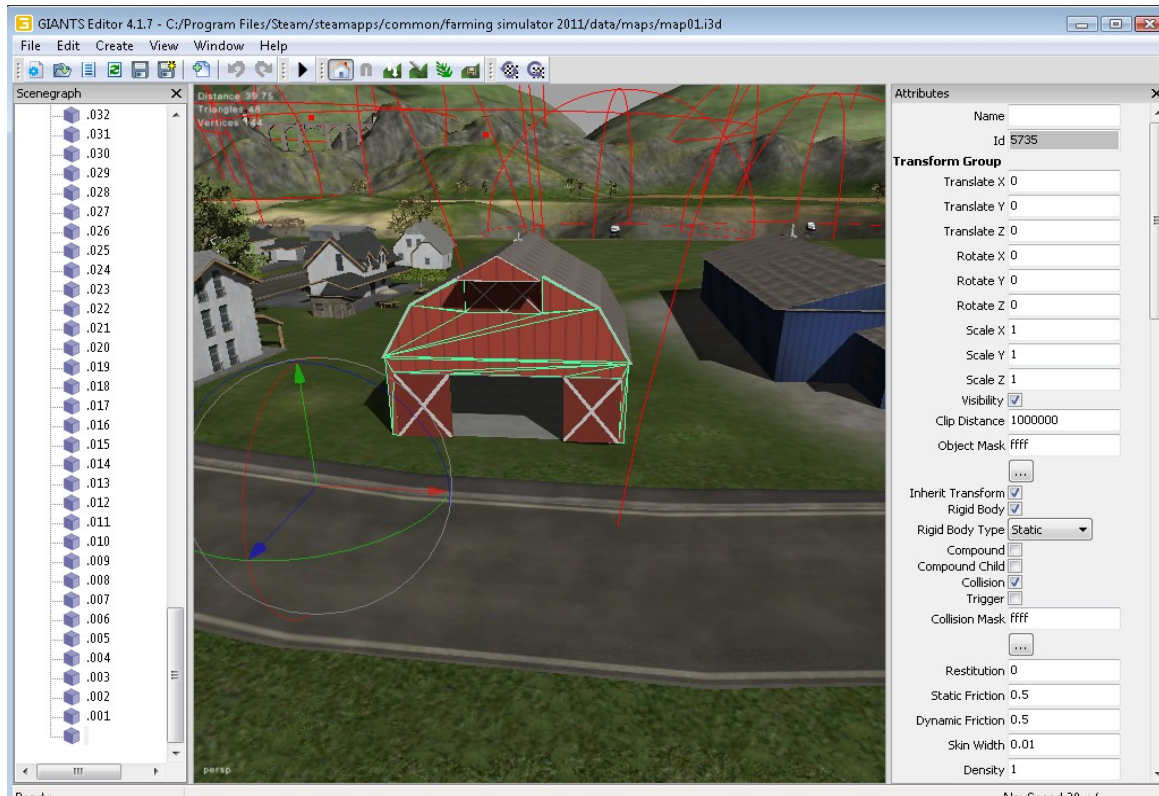 GIANTS Editor 4.1.7 - C:/Program Files/Steam/steamapps/common/farming simulator 2011/data/maps/map01.i3d
File Edit Create View Window Help
Scenegraph
.032
.031
.030
.029
.028
.027
.026
.025
.024
.023
.022
.021
.020
.019
.018
.017
.016
.015
.014
.013
.012
.011
.010
.009
.008
.007
.006
.005
.004
.003
.002
.001
Distance 39.75
Triangles 48
Vertices 144
persp
Attributes
Name
Id 5735
Transform Group
Translate X 0
Translate Y 0
Translate Z 0
Rotate X 0
Rotate Y 0
Rotate Z 0
Scale X 1
Scale Y 1
Scale Z 1
Visibility
Clip Distance 1000000
Object Mask ffff
...
Inherit Transform
Rigid Body
Rigid Body Type Static
Compound
Compound Child
Collision
Trigger
Collision Mask ffff
...
Restitution 0
Static Friction 0.5
Dynamic Friction 0.5
Skin Width 0.01
Density 1